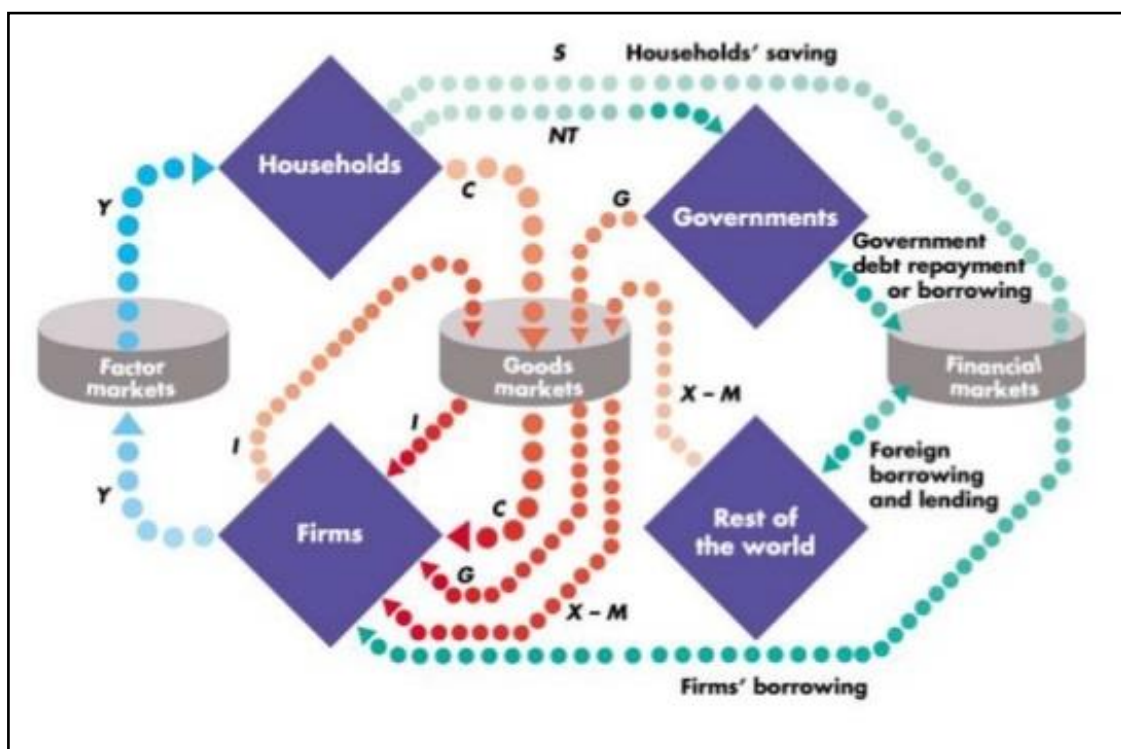 S Households' saving
NT
Households
Y
C
G
Governments
Government
debt repayment
or borrowing
Factor
markets
Goods
markets
Financial
markets
X – M
I
I
Foreign
borrowing
and lending
Y
C
Firms
Rest of
the world
G
X – M
Firms' borrowing